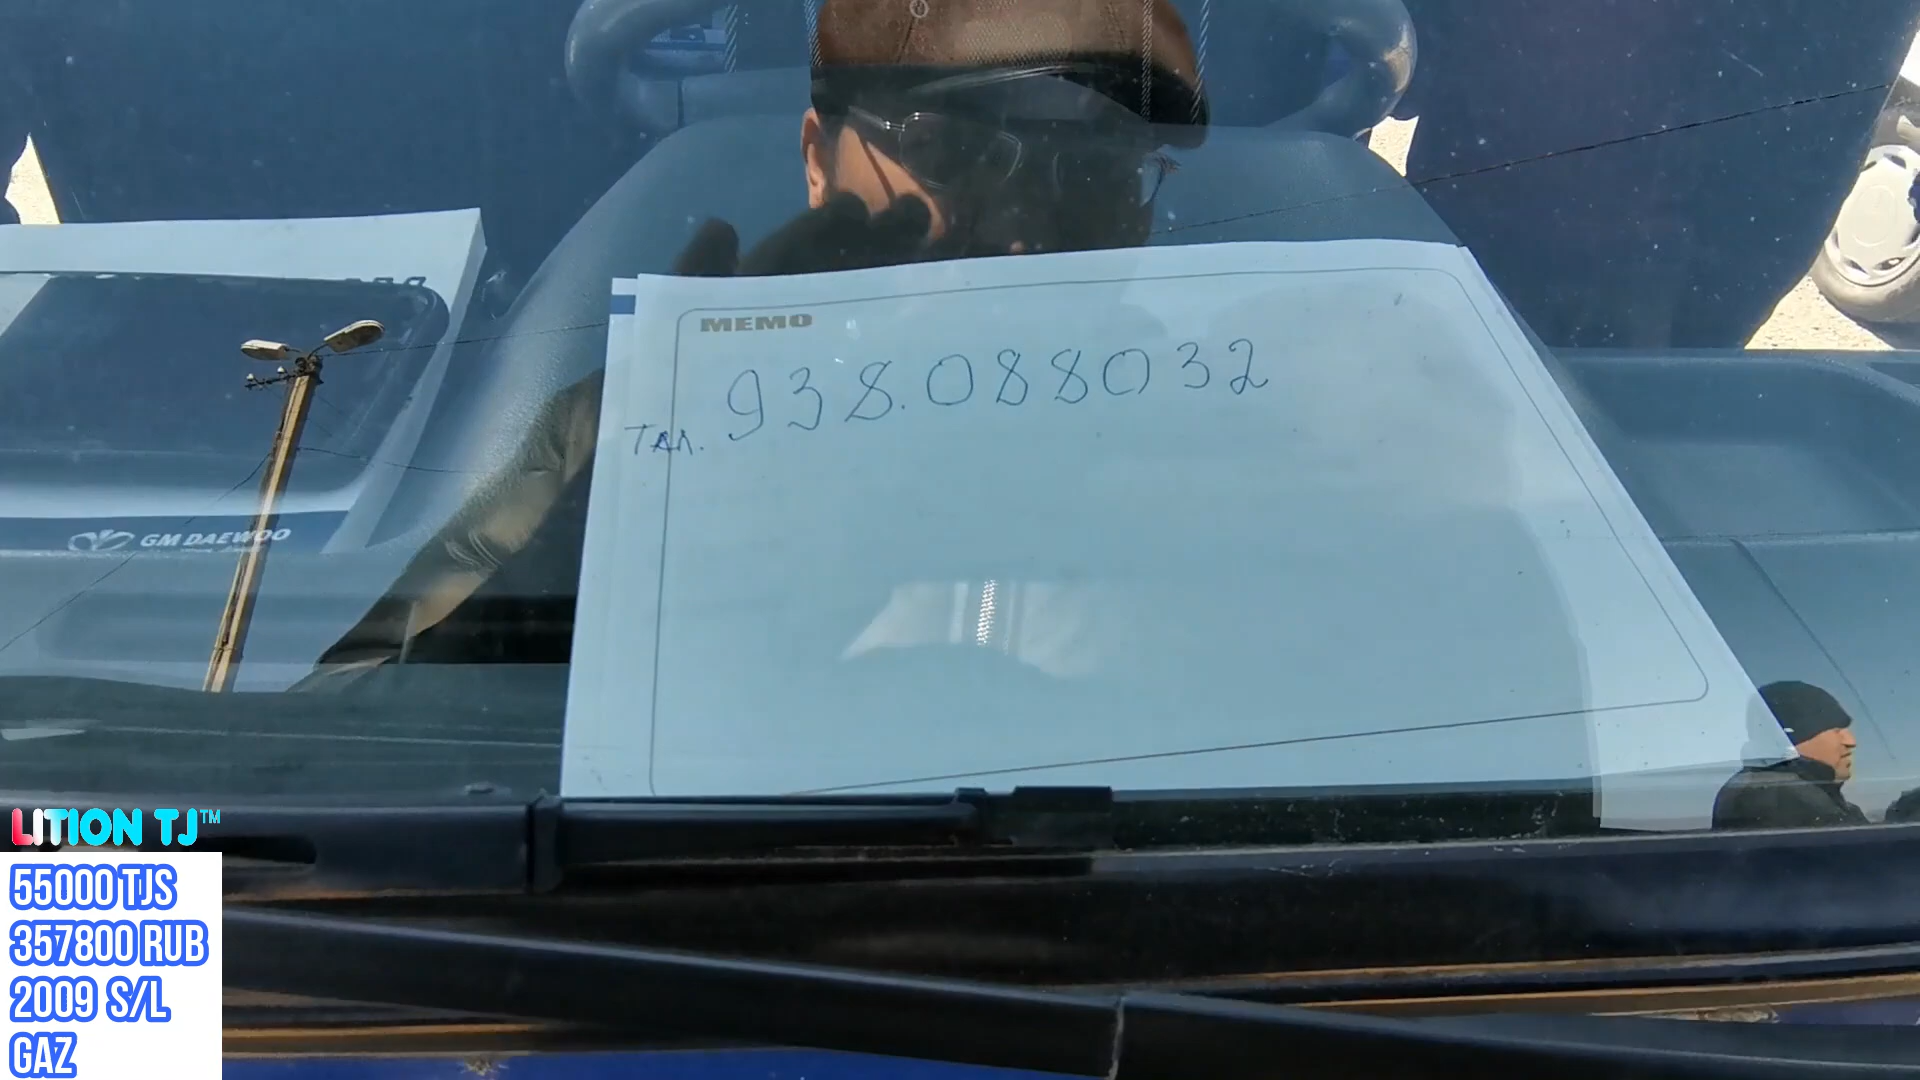 MEMO
тел. 938.088032
GM DAEWOO
LITION TJ™
55000 TJS
357800 RUB
2009 S/L
GAZ